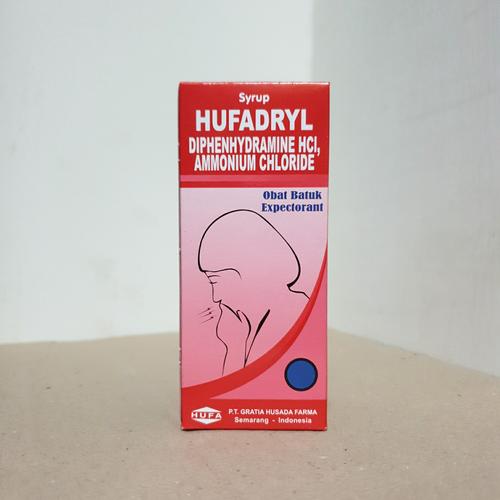 Syrup
HUFADRYL
DIPHENHYDRAMINE HCl,
AMMONIUM CHLORIDE
Obat Batuk
Expectorant
HUFA
P.T. GRATIA HUSADA FARMA
Semarang - Indonesia